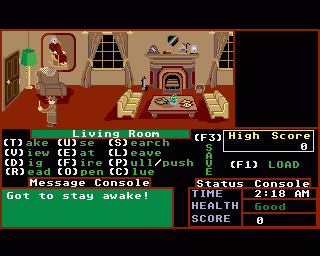 Living Room
(T)ake (U)se (S)earch
(V)iew (E)at (L)eave
(D)ig (F)ire (P)ull/push
(R)ead (O)pen (C)lue
(F3)
SAVE
High Score
0
(F1) LOAD
Message Console
Got to stay awake!
Status Console
TIME 2:18 AM
HEALTH Good
SCORE 0